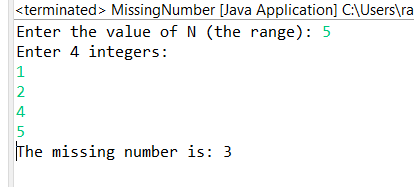 <terminated> MissingNumber [Java Application] C:\Users\ra
Enter the value of N (the range): 5
Enter 4 integers:
1
2
4
5
The missing number is: 3